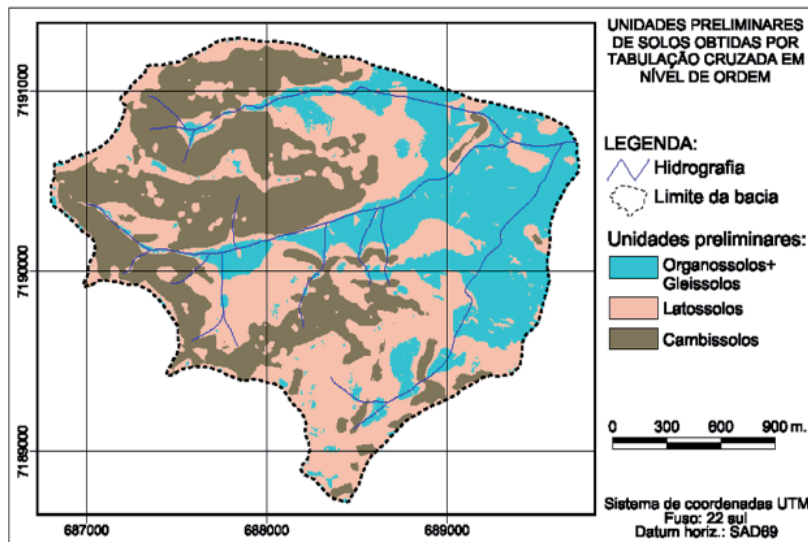 UNIDADES PRELIMINARES
DE SOLOS OBTIDAS POR
TABULAÇÃO CRUZADA EM
NÍVEL DE ORDEM
LEGENDA:
Hidrografia
Limite da bacia
Unidades preliminares:
Organossolos+
Gleissolos
Latossolos
Cambissolos
0 300 600 900 m.
Sistema de coordenadas UTM
Fuso: 22 sul
Datum horiz.: SAD69
7191000
7190000
7189000
687000 688000 689000